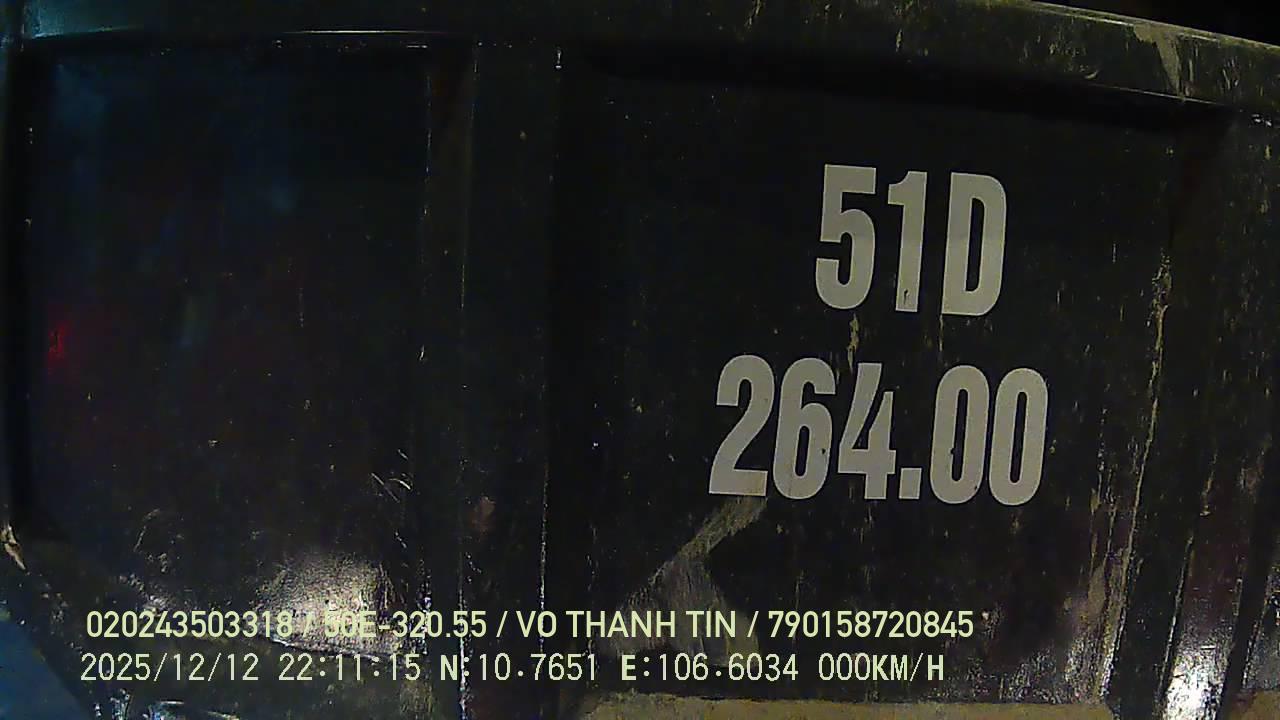 51D
264.00
020243503318 / 50E-320.55 / VO THANH TIN / 790158720845
2025/12/12 22:11:15 N:10.7651 E:106.6034 000KM/H